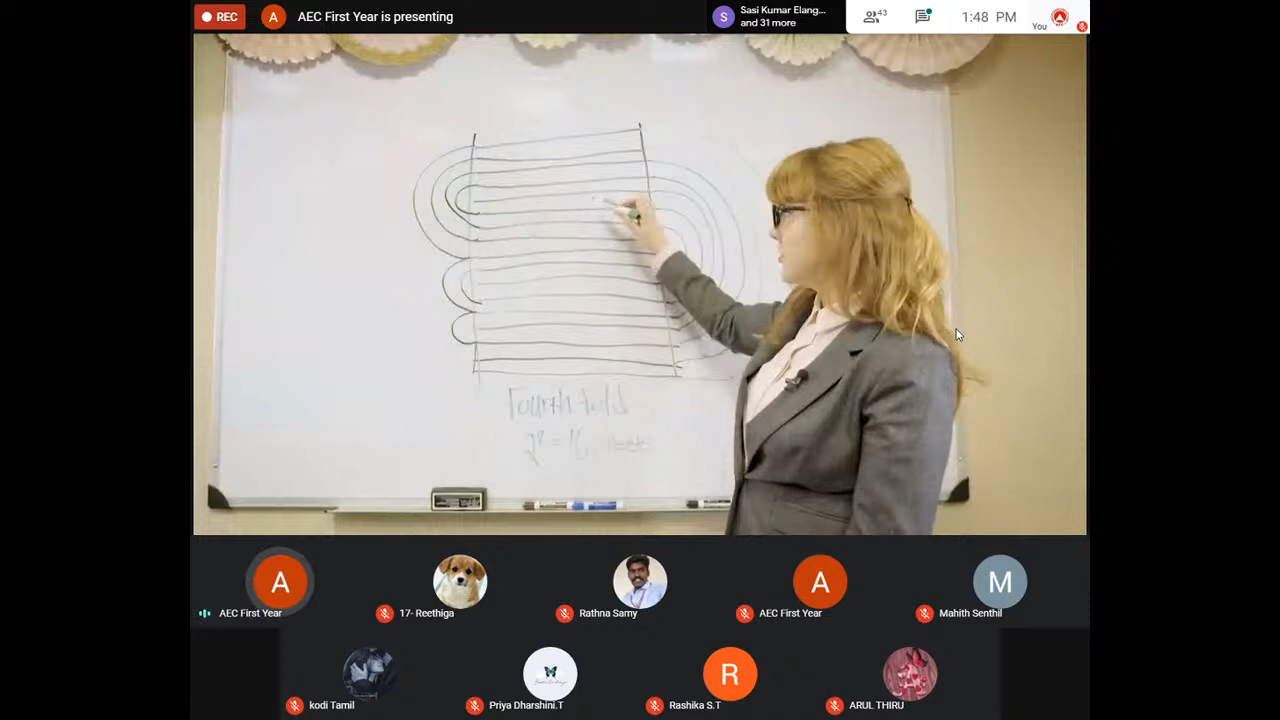 REC
A
AEC First Year is presenting
S
Sasi Kumar Elang...
and 31 more
43
1:48 PM
You
Fourth fold
A
17- Reethiga
AEC First Year
Rathna Samy
A
AEC First Year
M
Mahith Senthil
kodi Tamil
Priya Dharshini.T
R
Rashika S.T
ARUL THIRU